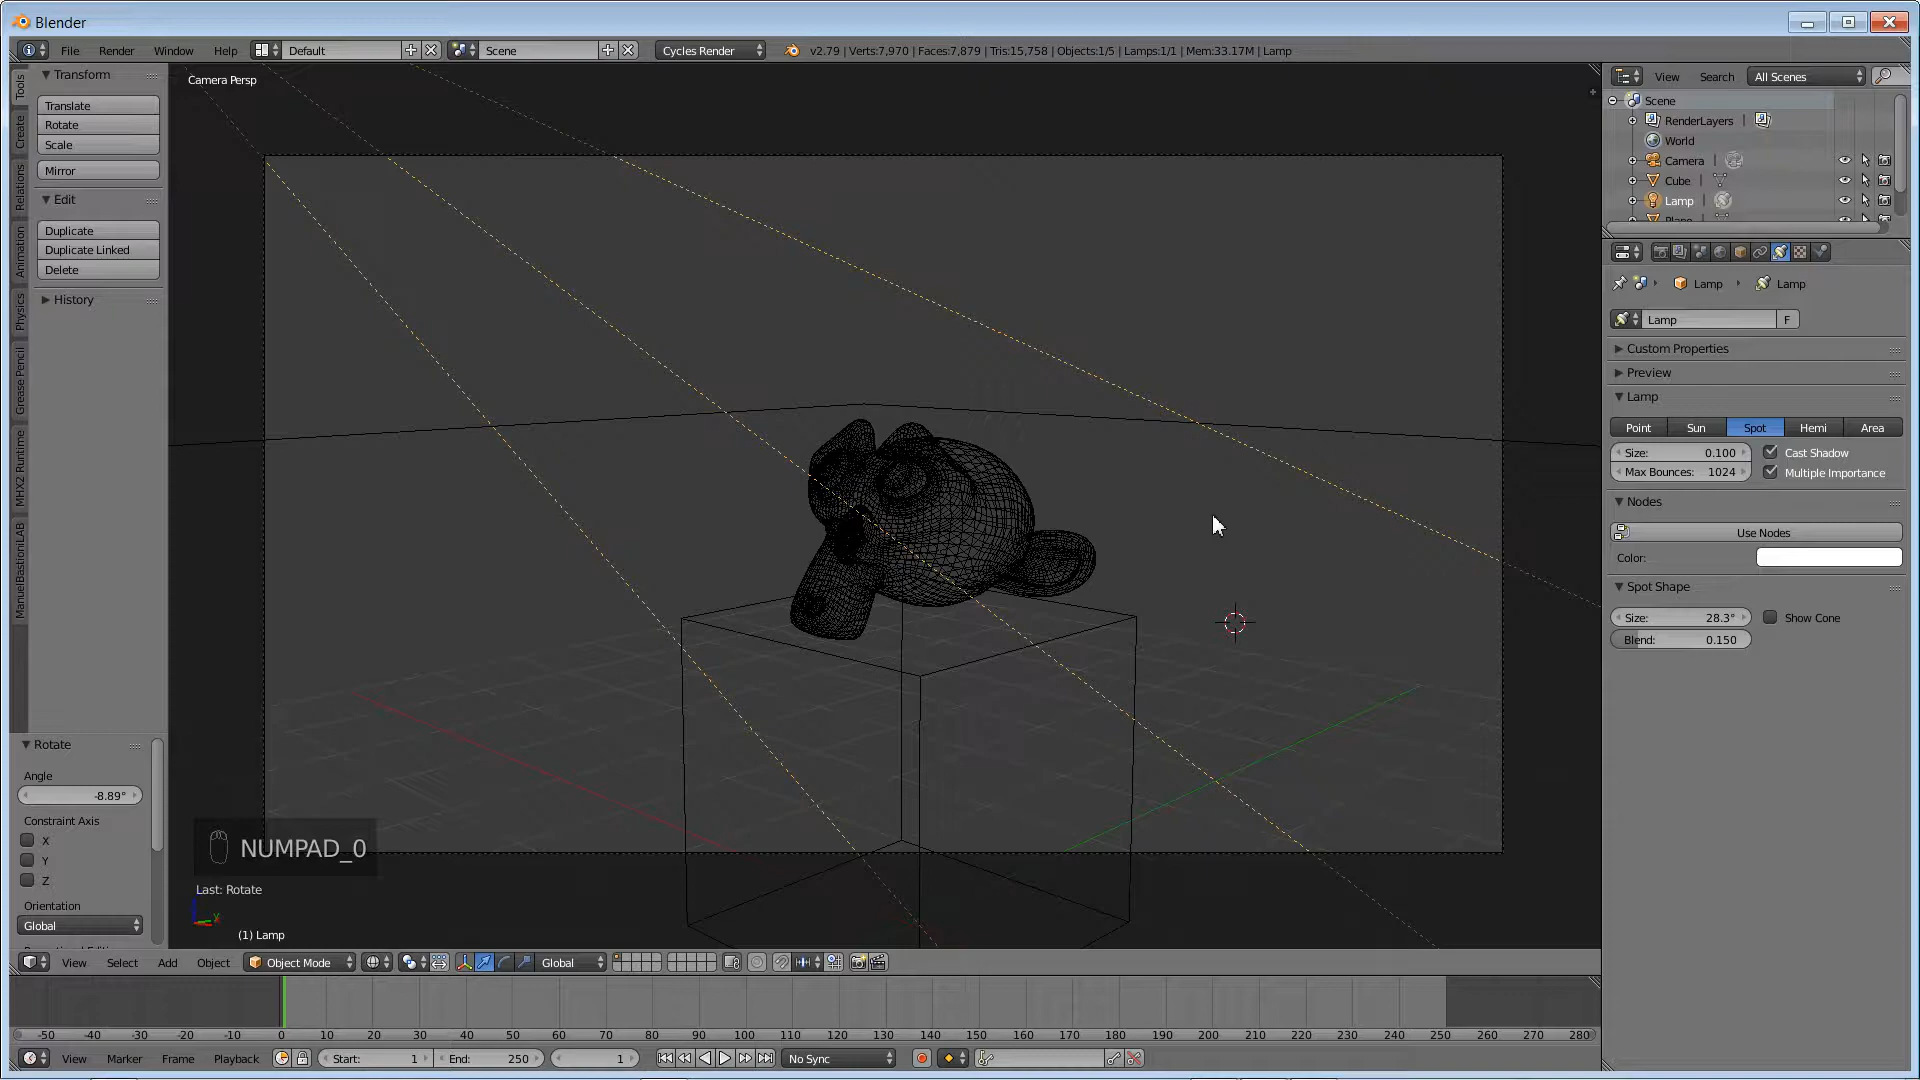 Blender
File Render Window Help Default Scene Cycles Render v2.79 | Verts:7,970 | Faces:7,879 | Tris:15,758 | Objects:1/5 | Lamps:1/1 | Mem:33.17M | Lamp
Tools
Create
Relations
Animation
Physics
Grease Pencil
MHX2 Runtime
ManuelBastioniLAB
Transform
Translate
Rotate
Scale
Mirror
Edit
Duplicate
Duplicate Linked
Delete
History
Rotate
Angle
-8.89°
Constraint Axis
X
Y
Z
Orientation
Global
Camera Persp
NUMPAD_0
Last: Rotate
(1) Lamp
View Select Add Object Object Mode Global
-50 -40 -30 -20 -10 0 10 20 30 40 50 60 70 80 90 100 110 120 130 140 150 160 170 180 190 200 210 220 230 240 250 260 270 280
View Marker Frame Playback Start: 1 End: 250 1 No Sync
View Search All Scenes
Scene
RenderLayers |
World
Camera |
Cube |
Lamp |
Plane
Lamp Lamp
Lamp F
Custom Properties
Preview
Lamp
Point Sun Spot Hemi Area
Size: 0.100 Cast Shadow
Max Bounces: 1024 Multiple Importance
Nodes
Use Nodes
Color:
Spot Shape
Size: 28.3° Show Cone
Blend: 0.150